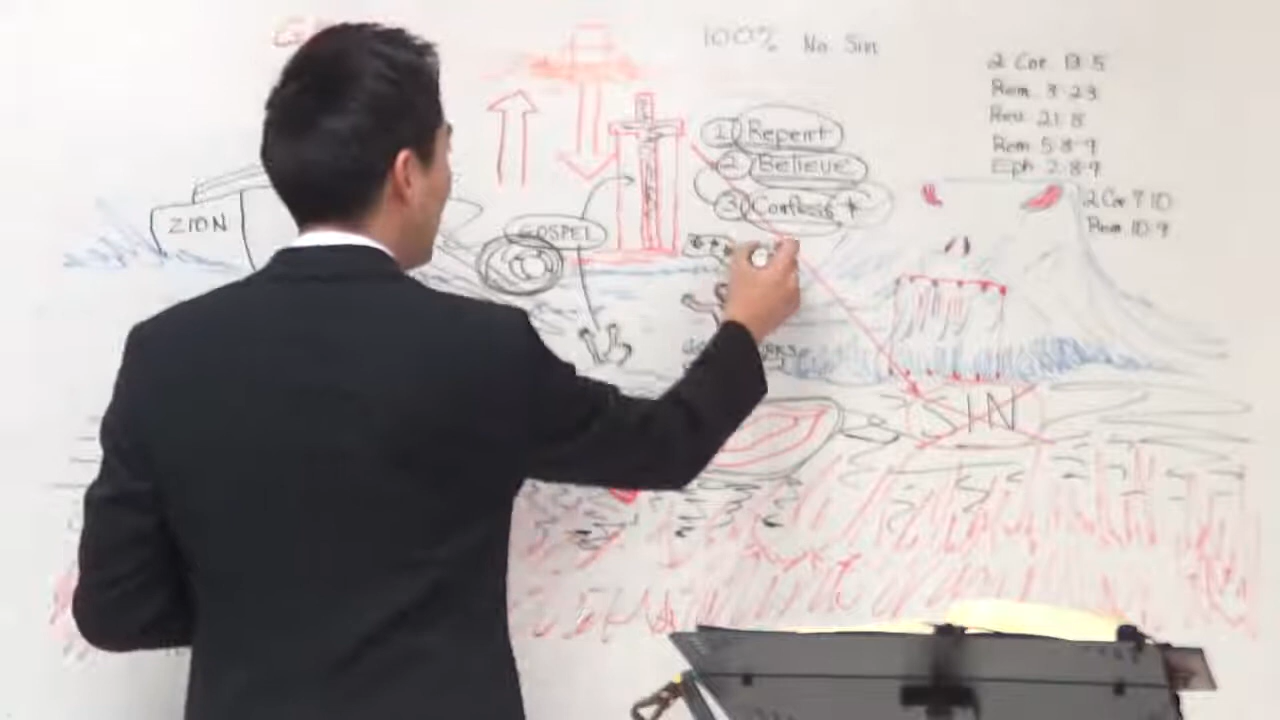 100% No Sin
2 Cor 13:5
Rom 3:23
Rev 21:8
Rom 5:8-9
Eph 2:8-9
2 Cor 7:10
Rom 10:9
1) Repent
2) Believe
3) Confess
ZION
GOSPEL
SIN